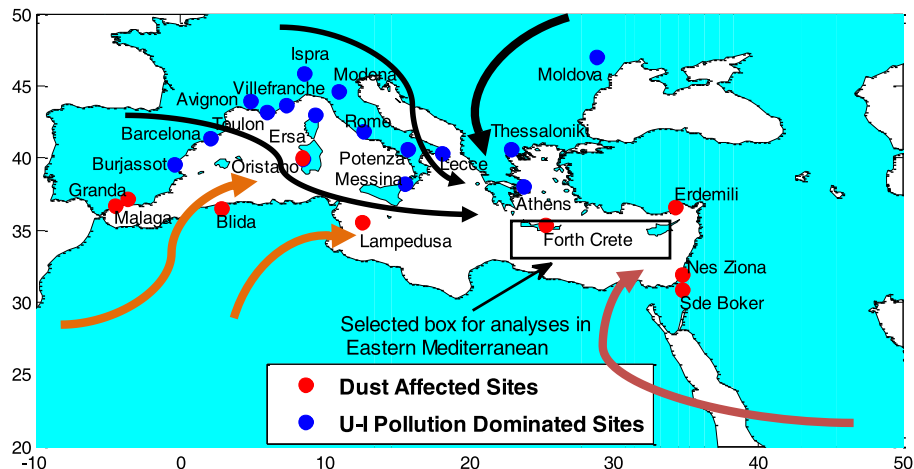 50
45
40
35
30
25
20
-10
0
10
20
30
40
50
Ispra
Modona
Moldova
Villefranche
Avignon
Toulon
Barcelona
Ersa
Rome
Thessaloniki
Burjassot
Oristano
Potenza
Lecce
Messina
Granda
Malaga
Blida
Athens
Erdemili
Lampedusa
Forth Crete
Nes Ziona
Sde Boker
Selected box for analyses in
Eastern Mediterranean
Dust Affected Sites
U-I Pollution Dominated Sites